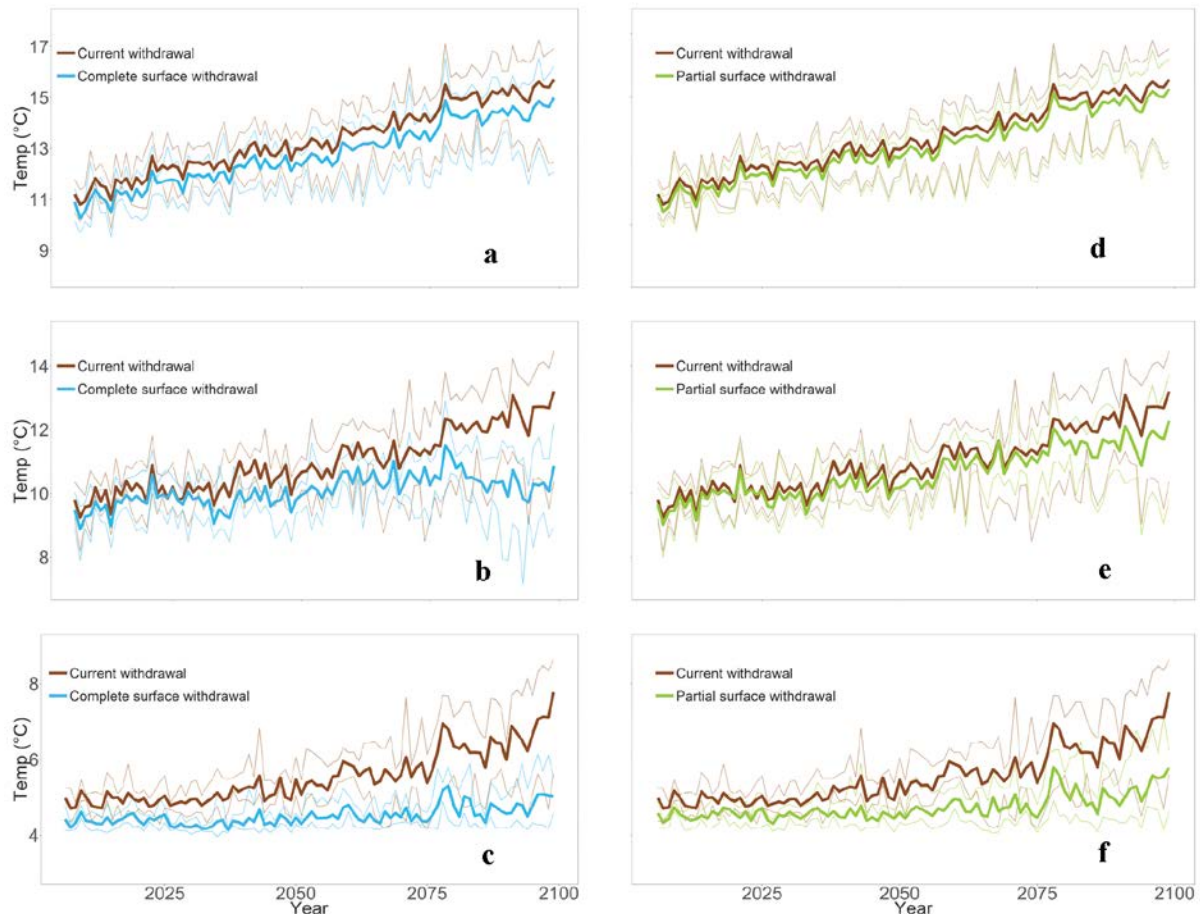 17
15
13
11
9
Temp (°C)
Current withdrawal
Complete surface withdrawal
a
Current withdrawal
Partial surface withdrawal
d
14
12
10
8
Temp (°C)
Current withdrawal
Complete surface withdrawal
b
Current withdrawal
Partial surface withdrawal
e
8
6
4
Temp (°C)
Current withdrawal
Complete surface withdrawal
c
Current withdrawal
Partial surface withdrawal
f
2025 2050 2075 2100
Year
2025 2050 2075 2100
Year